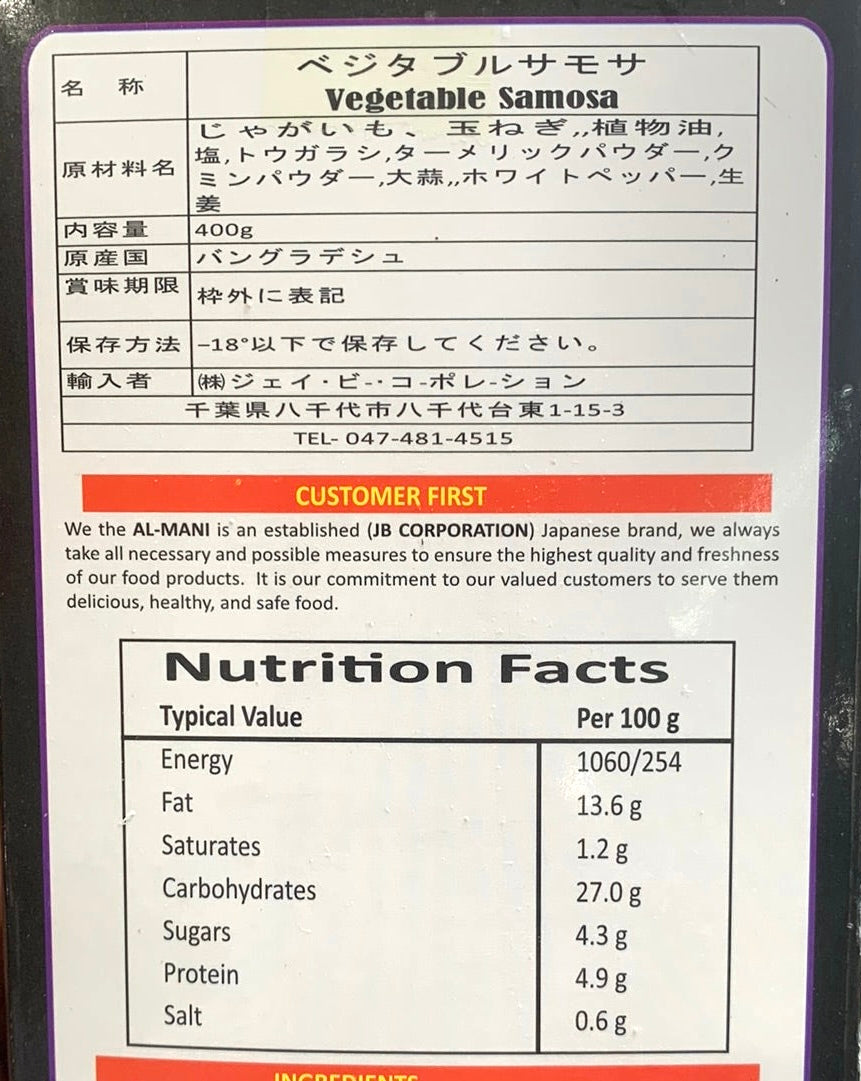 名 称
ベジタブルサモサ
Vegetable Samosa
原材料名
じゃがいも、玉ねぎ,,植物油,
塩,トウガラシ,ターメリックパウダー,ク
ミンパウダー,大蒜,,ホワイトペッパー,生
姜
内容量 400g
原産国 バングラデシュ
賞味期限 枠外に表記
保存方法 −18°以下で保存してください。
輸入者 ㈱ジェイ・ビ-・コ-ポレ-ション
千葉県八千代市八千代台東1-15-3
TEL- 047-481-4515
CUSTOMER FIRST
We the AL-MANI is an established (JB CORPORATION) Japanese brand, we always
take all necessary and possible measures to ensure the highest quality and freshness
of our food products. It is our commitment to our valued customers to serve them
delicious, healthy, and safe food.
Nutrition Facts
Typical Value Per 100 g
Energy 1060/254
Fat 13.6 g
Saturates 1.2 g
Carbohydrates 27.0 g
Sugars 4.3 g
Protein 4.9 g
Salt 0.6 g
INGREDIENTS